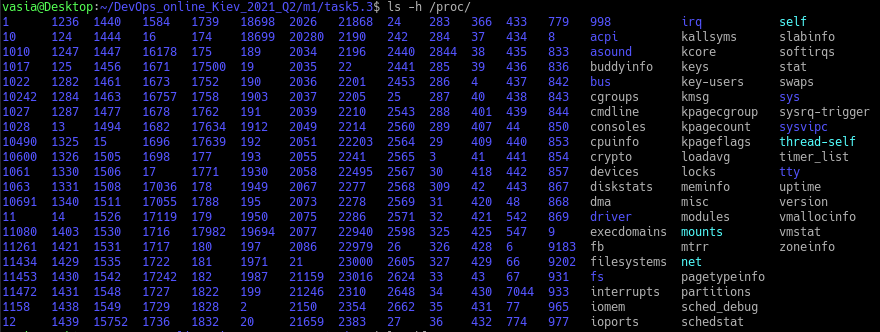 vasia@Desktop:~/DevOps_online_Kiev_2021_Q2/m1/task5.3$ ls -h /proc/
1 1236 1440 1584 1739 18698 2026 21868 24 283 366 433 779 998 irq self
10 124 1444 16 174 18699 20280 2190 242 284 37 434 8 acpi kallsyms slabinfo
1010 1247 1447 16178 175 189 2034 2196 2440 2844 38 435 833 asound kcore softirqs
1017 125 1456 1671 17500 19 2035 22 2441 285 39 436 836 buddyinfo keys stat
1022 1282 1461 1673 1752 190 2036 2201 2453 286 4 437 842 bus key-users swaps
10242 1284 1463 16757 1758 1903 2037 2205 25 287 40 438 843 cgroups kmsg sys
1027 1287 1477 1678 1762 191 2039 2210 2543 288 401 439 844 cmdline kpagecgroup sysrq-trigger
1028 13 1494 1682 17634 1912 2049 2214 2560 289 407 44 850 consoles kpagecount sysvipc
10490 1325 15 1696 17639 192 2051 22203 2564 29 409 440 853 cpuinfo kpageflags thread-self
10600 1326 1505 1698 177 193 2055 2241 2565 3 41 441 854 crypto loadavg timer_list
1061 1330 1506 17 1771 1930 2058 22495 2567 30 418 442 857 devices locks tty
1063 1331 1508 17036 178 1949 2067 2277 2568 309 42 443 867 diskstats meminfo uptime
10691 1340 1511 17055 1788 195 2073 2278 2569 31 420 48 868 dma misc version
11 14 1526 17119 179 1950 2075 2286 2571 32 421 542 869 driver modules vmallocinfo
11080 1403 1530 1716 17982 19694 2077 22940 2598 325 425 547 9 execdomains mounts vmstat
11261 1421 1531 1717 180 197 2086 22979 26 326 428 6 9183 fb mtrr zoneinfo
11434 1429 1535 1722 181 1971 21 23000 2605 327 429 66 9202 filesystems net
11453 1430 1542 17242 182 1987 21159 23016 2624 33 43 67 931 fs pagetypeinfo
11472 1431 1548 1727 1822 199 21246 2310 2648 34 430 7044 933 interrupts partitions
1158 1438 1549 1729 1828 2 2150 2354 2662 35 431 77 965 iomem sched_debug
12 1439 15752 1736 1832 20 21659 2383 27 36 432 774 977 ioports schedstat